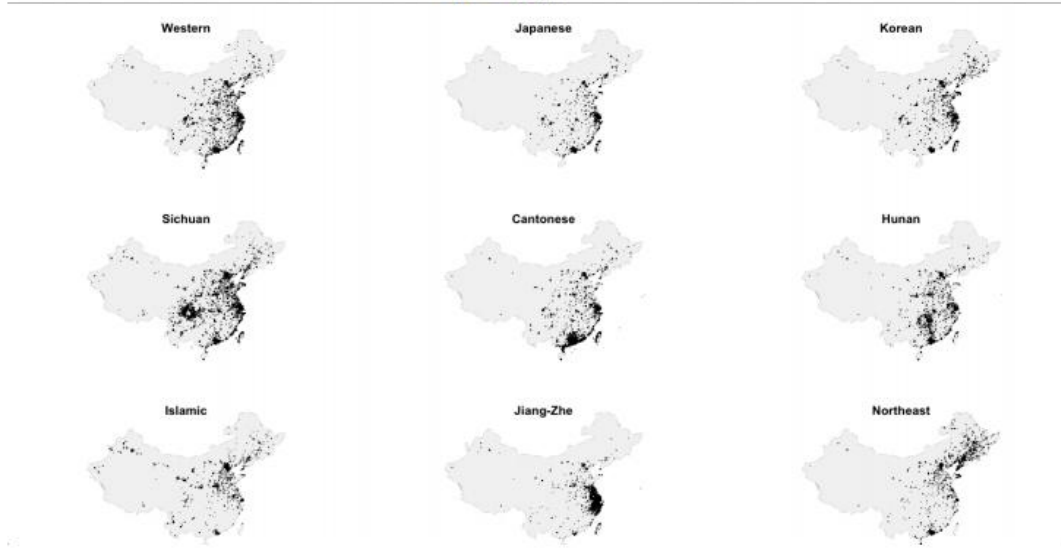 Western
Japanese
Korean
Sichuan
Cantonese
Hunan
Islamic
Jiang-Zhe
Northeast